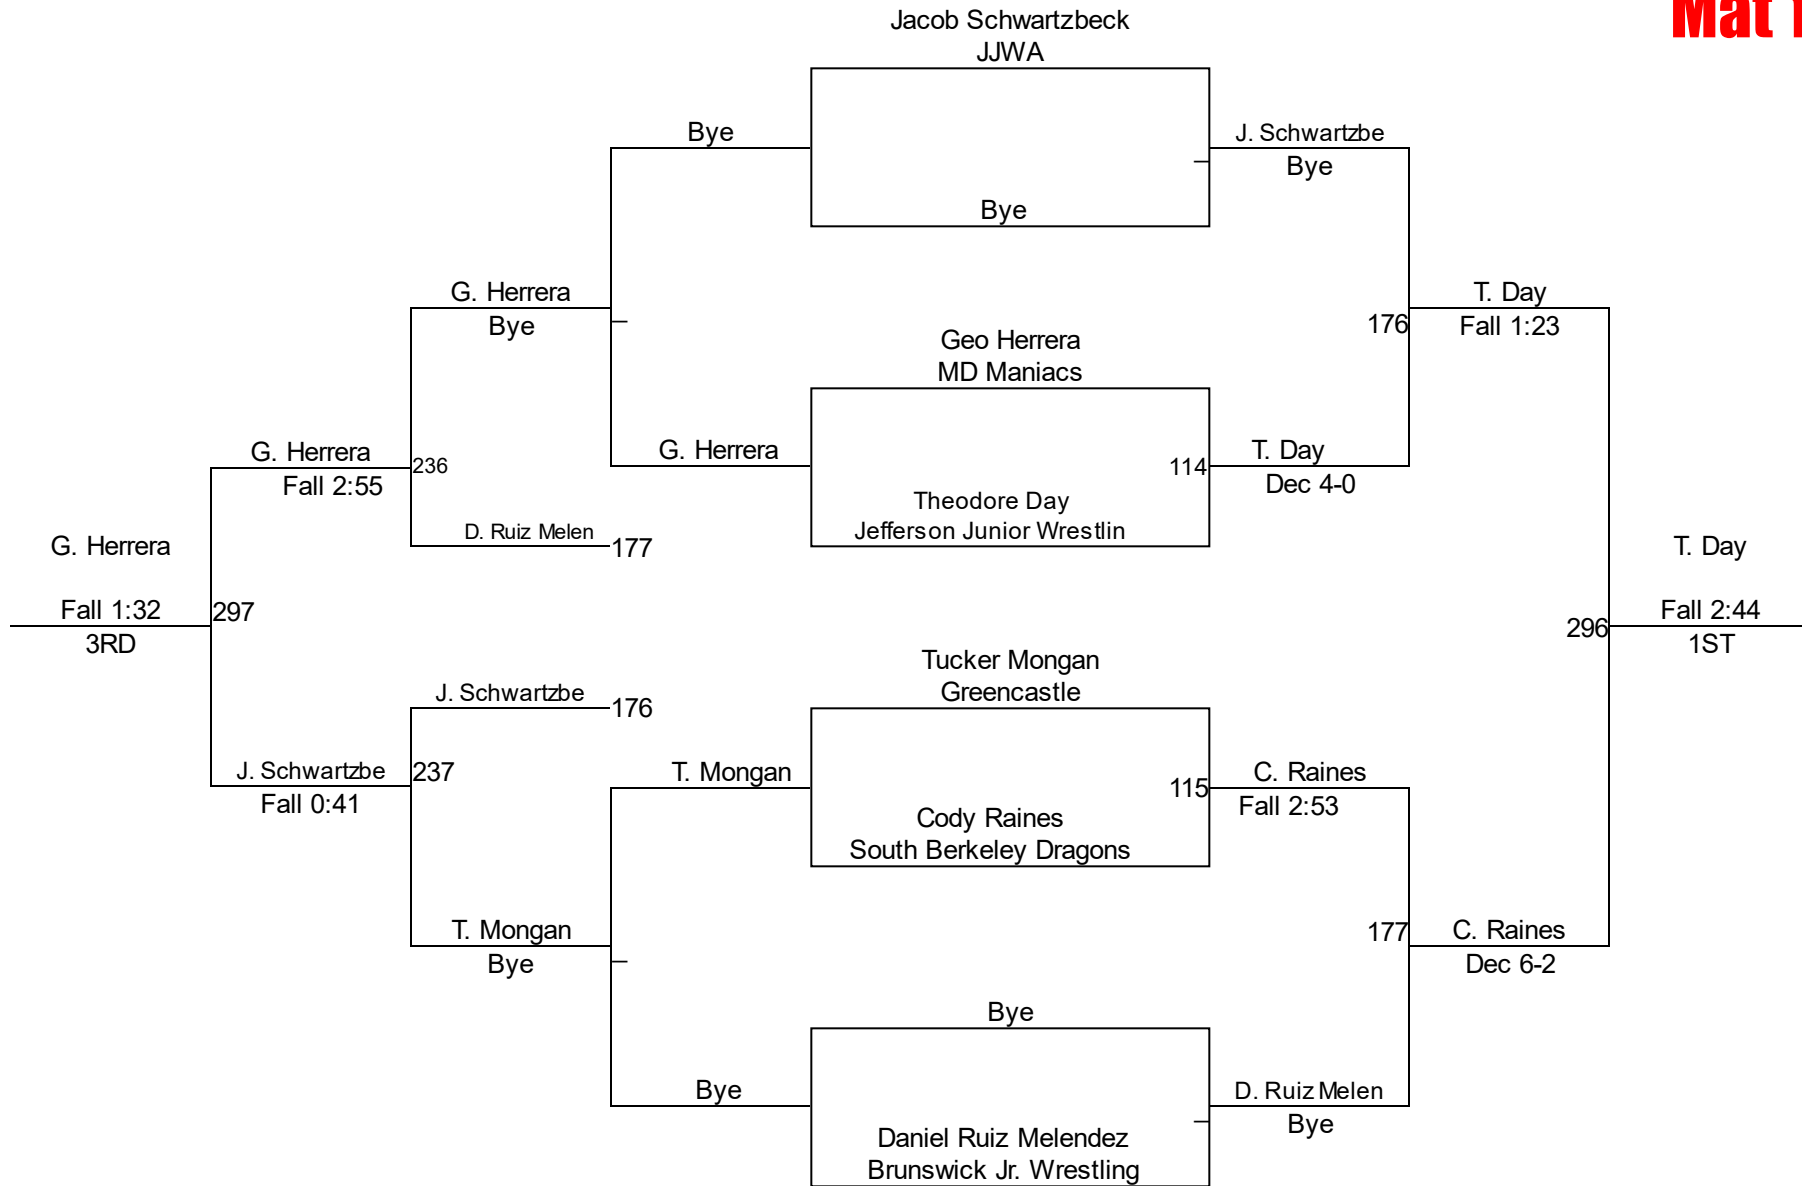 Jacob Schwartzbeck
JJWA
Mat
Bye
J. Schwartzbe
Bye
Bye
G. Herrera
Bye
T. Day
Fall 1:23
176
Geo Herrera
MD Maniacs
G. Herrera
Fall 2:55
236
G. Herrera
114
T. Day
Dec 4-0
Theodore Day
Jefferson Junior Wrestlin
D. Ruiz Melen
177
G. Herrera
Fall 1:32
3RD
297
T. Day
Fall 2:44
1ST
296
Tucker Mongan
Greencastle
J. Schwartzbe
176
J. Schwartzbe
Fall 0:41
237
T. Mongan
115
C. Raines
Fall 2:53
Cody Raines
South Berkeley Dragons
T. Mongan
Bye
177
C. Raines
Dec 6-2
Bye
Bye
D. Ruiz Melen
Bye
Daniel Ruiz Melendez
Brunswick Jr. Wrestling